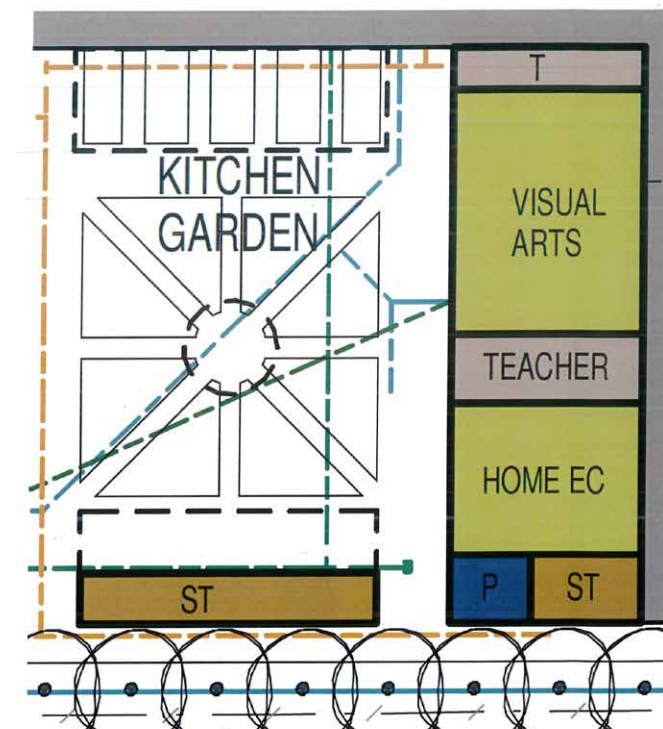 T
KITCHEN
GARDEN
VISUAL
ARTS
TEACHER
HOME EC
ST
P
ST